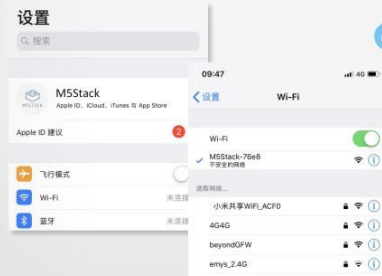 设置
搜索
M5Stack
Apple ID、iCloud、iTunes 与 App Store
Apple ID 建议
2
飞行模式
Wi-Fi
未连接
蓝牙
09:47
4G
设置
Wi-Fi
Wi-Fi
M5Stack-76e8
不安全的网络
选取网络...
小米共享WiFi_ACF0
4G4G
beyondGFW
emys_2.4G